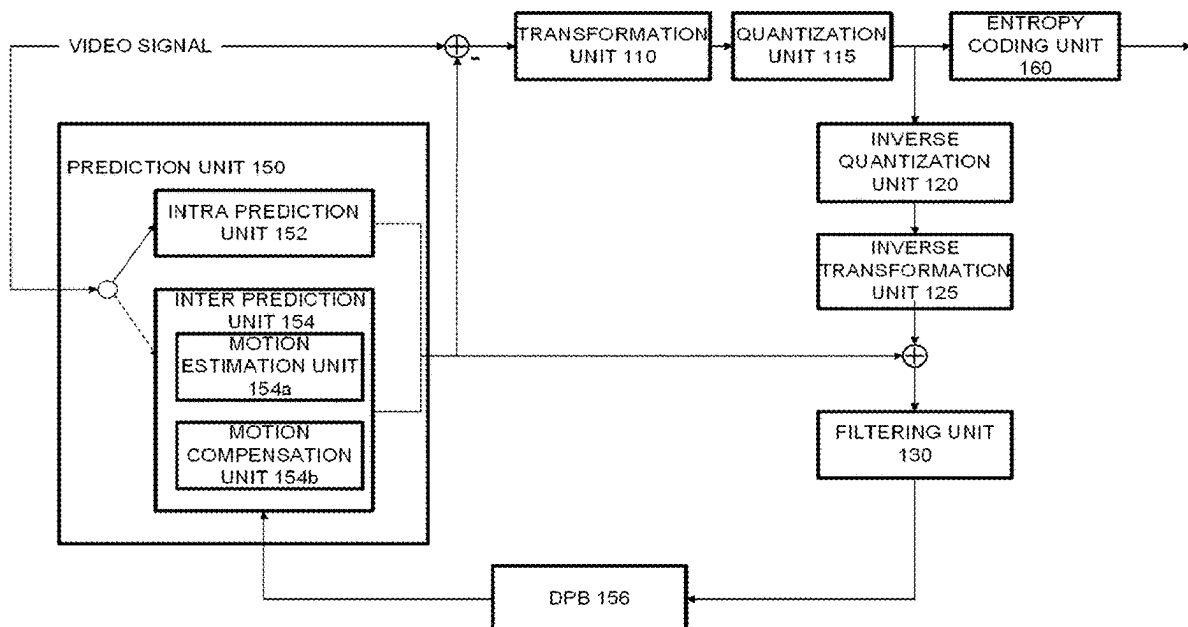 VIDEO SIGNAL
TRANSFORMATION
UNIT 110
QUANTIZATION
UNIT 115
ENTROPY
CODING UNIT
160
PREDICTION UNIT 150
INTRA PREDICTION
UNIT 152
INTER PREDICTION
UNIT 154
MOTION
ESTIMATION UNIT
154a
MOTION
COMPENSATION
UNIT 154b
INVERSE
QUANTIZATION
UNIT 120
INVERSE
TRANSFORMATION
UNIT 125
FILTERING UNIT
130
DPB 156